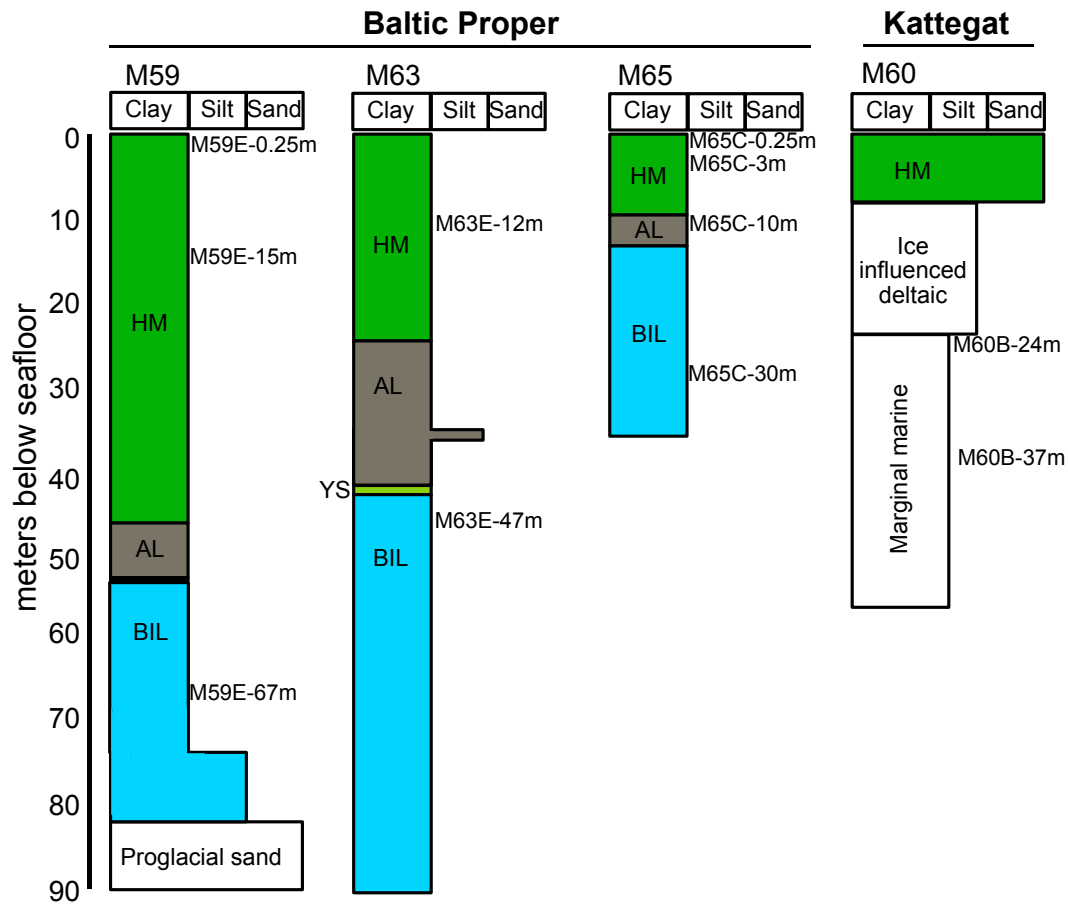 Baltic Proper
Kattegat
M59
M63
M65
M60
Clay Silt Sand
Clay Silt Sand
Clay Silt Sand
Clay Silt Sand
meters below seafloor
0
10
20
30
40
50
60
70
80
90
HM
AL
BIL
Proglacial sand
M59E-0.25m
M59E-15m
M59E-67m
HM
AL
YS
BIL
M63E-12m
M63E-47m
HM
AL
BIL
M65C-0.25m
M65C-3m
M65C-10m
M65C-30m
HM
Ice
influenced
deltaic
Marginal marine
M60B-24m
M60B-37m